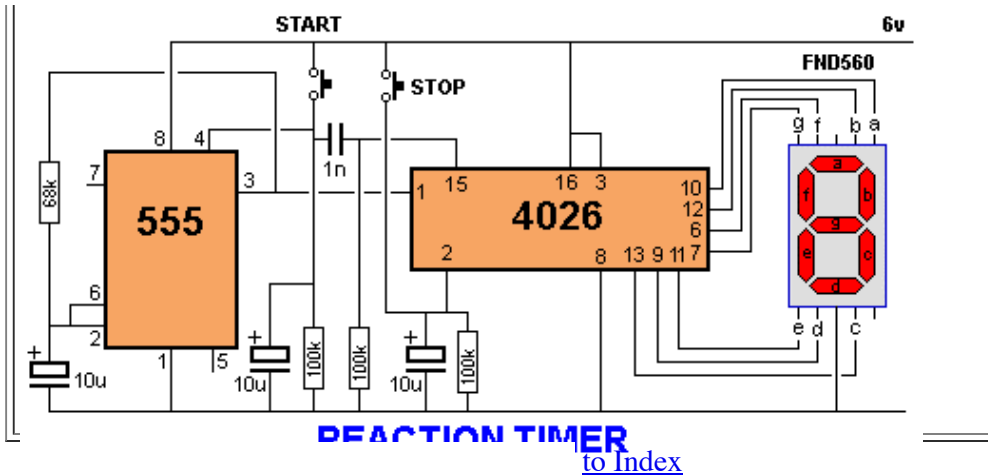 START
6v
FND560
STOP
g f b a
8 4
1n
7
3
1 15 16 3
10
12
6
7
68k
555
4026
a
f b
g
e c
d
2 8 13 9 11
6
2
1 5
e d c
+ 10u
+ 10u
100k
100k
+ 10u
100k
REACTION TIMER
to Index